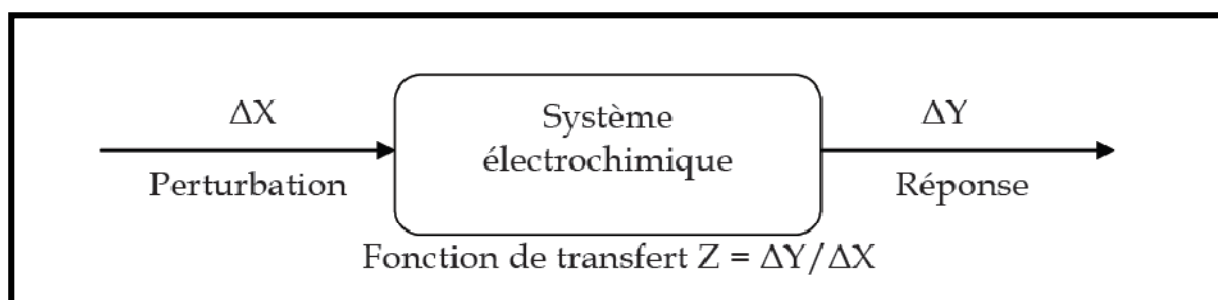 ΔX
Perturbation
Système
électrochimique
ΔY
Réponse
Fonction de transfert Z = ΔY/ΔX